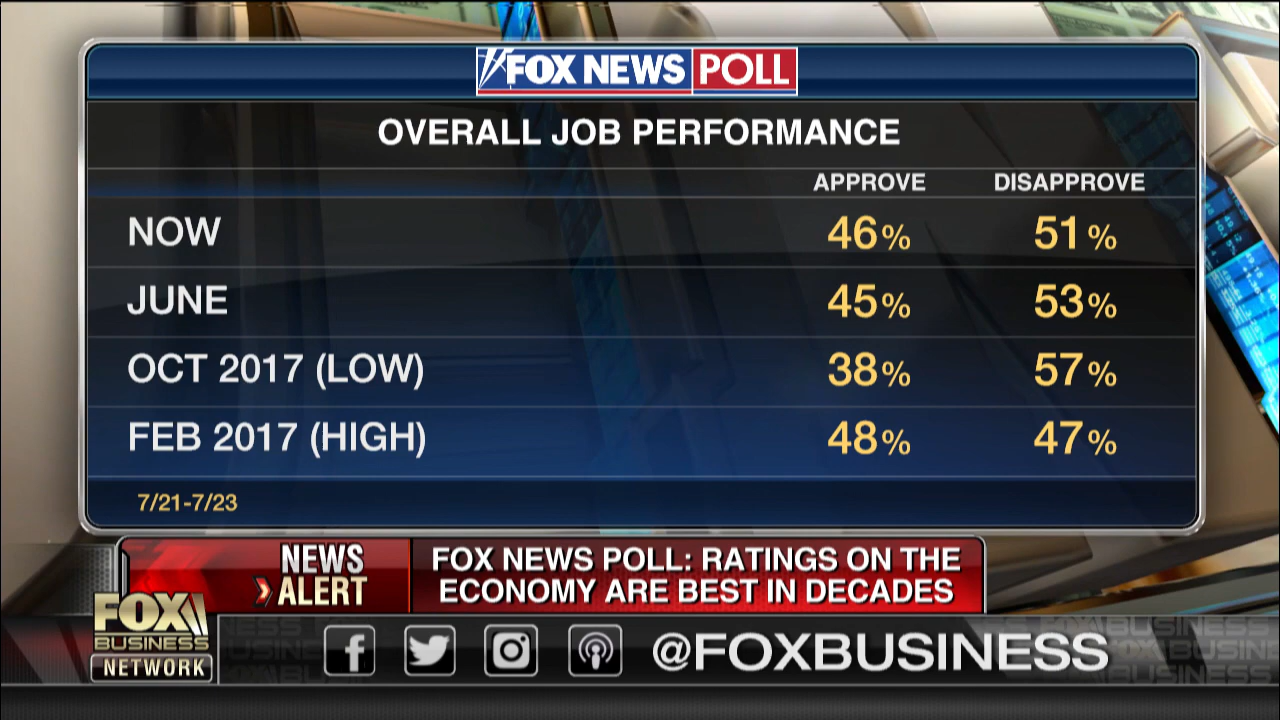 FOX NEWS POLL
OVERALL JOB PERFORMANCE
APPROVE DISAPPROVE
NOW 46% 51%
JUNE 45% 53%
OCT 2017 (LOW) 38% 57%
FEB 2017 (HIGH) 48% 47%
7/21-7/23
NEWS
ALERT
FOX NEWS POLL: RATINGS ON THE
ECONOMY ARE BEST IN DECADES
FOX
BUSINESS
NETWORK
@FOXBUSINESS